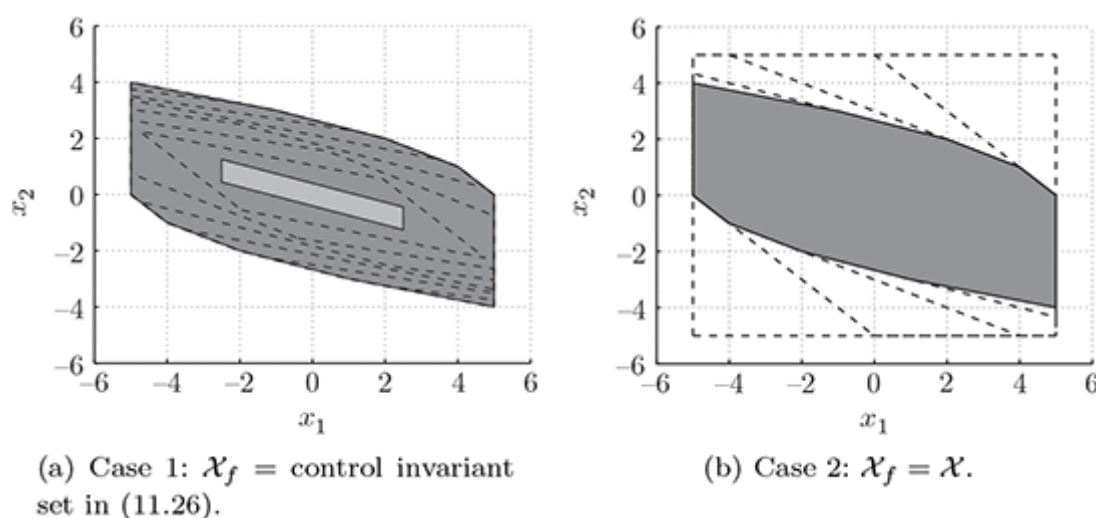 6
4
2
0
−2
−4
−6
x₂
−6 −4 −2 0 2 4 6
x₁
(a) Case 1: 𝒳_f = control invariant
set in (11.26).
6
4
2
0
−2
−4
−6
x₂
−6 −4 −2 0 2 4 6
x₁
(b) Case 2: 𝒳_f = 𝒳.